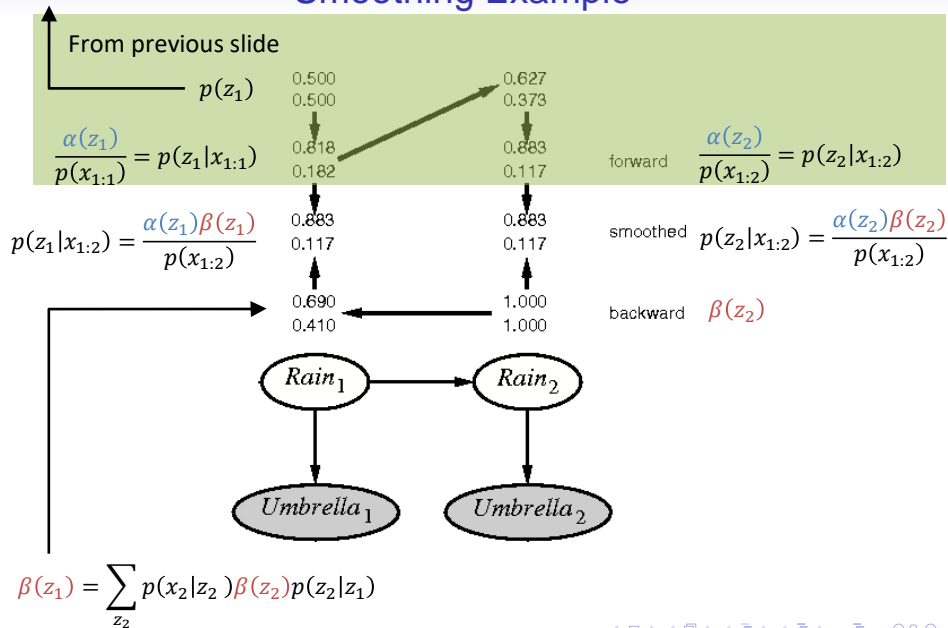 Smoothing Example
From previous slide
p(z₁)
0.500
0.500
0.627
0.373
α(z₁)/p(x₁:₁) = p(z₁|x₁:₁)
0.818
0.182
0.883
0.117
forward
α(z₂)/p(x₁:₂) = p(z₂|x₁:₂)
p(z₁|x₁:₂) = α(z₁)β(z₁)/p(x₁:₂)
0.883
0.117
0.883
0.117
smoothed
p(z₂|x₁:₂) = α(z₂)β(z₂)/p(x₁:₂)
0.690
0.410
1.000
1.000
backward
β(z₂)
Rain₁
Rain₂
Umbrella₁
Umbrella₂
β(z₁) = ∑_{z₂} p(x₂|z₂)β(z₂)p(z₂|z₁)